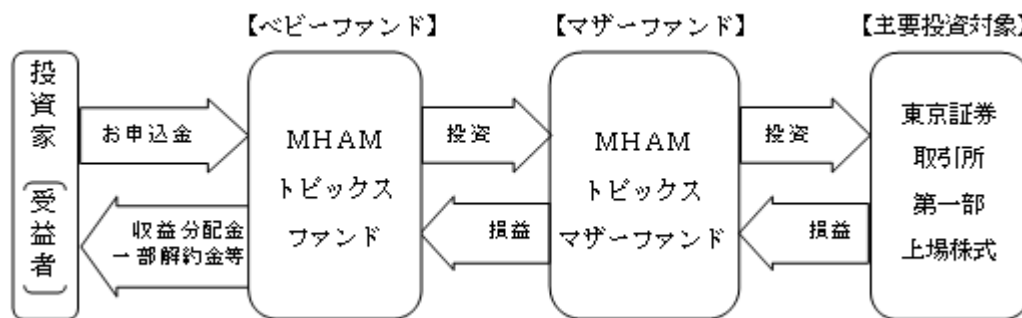 【ベビーファンド】
【マザーファンド】
【主要投資対象】
投資家
(受益者)
お申込金
収益分配金
一部解約金等
MHAM
トピックス
ファンド
投資
損益
MHAM
トピックス
マザーファンド
投資
損益
東京証券
取引所
第一部
上場株式